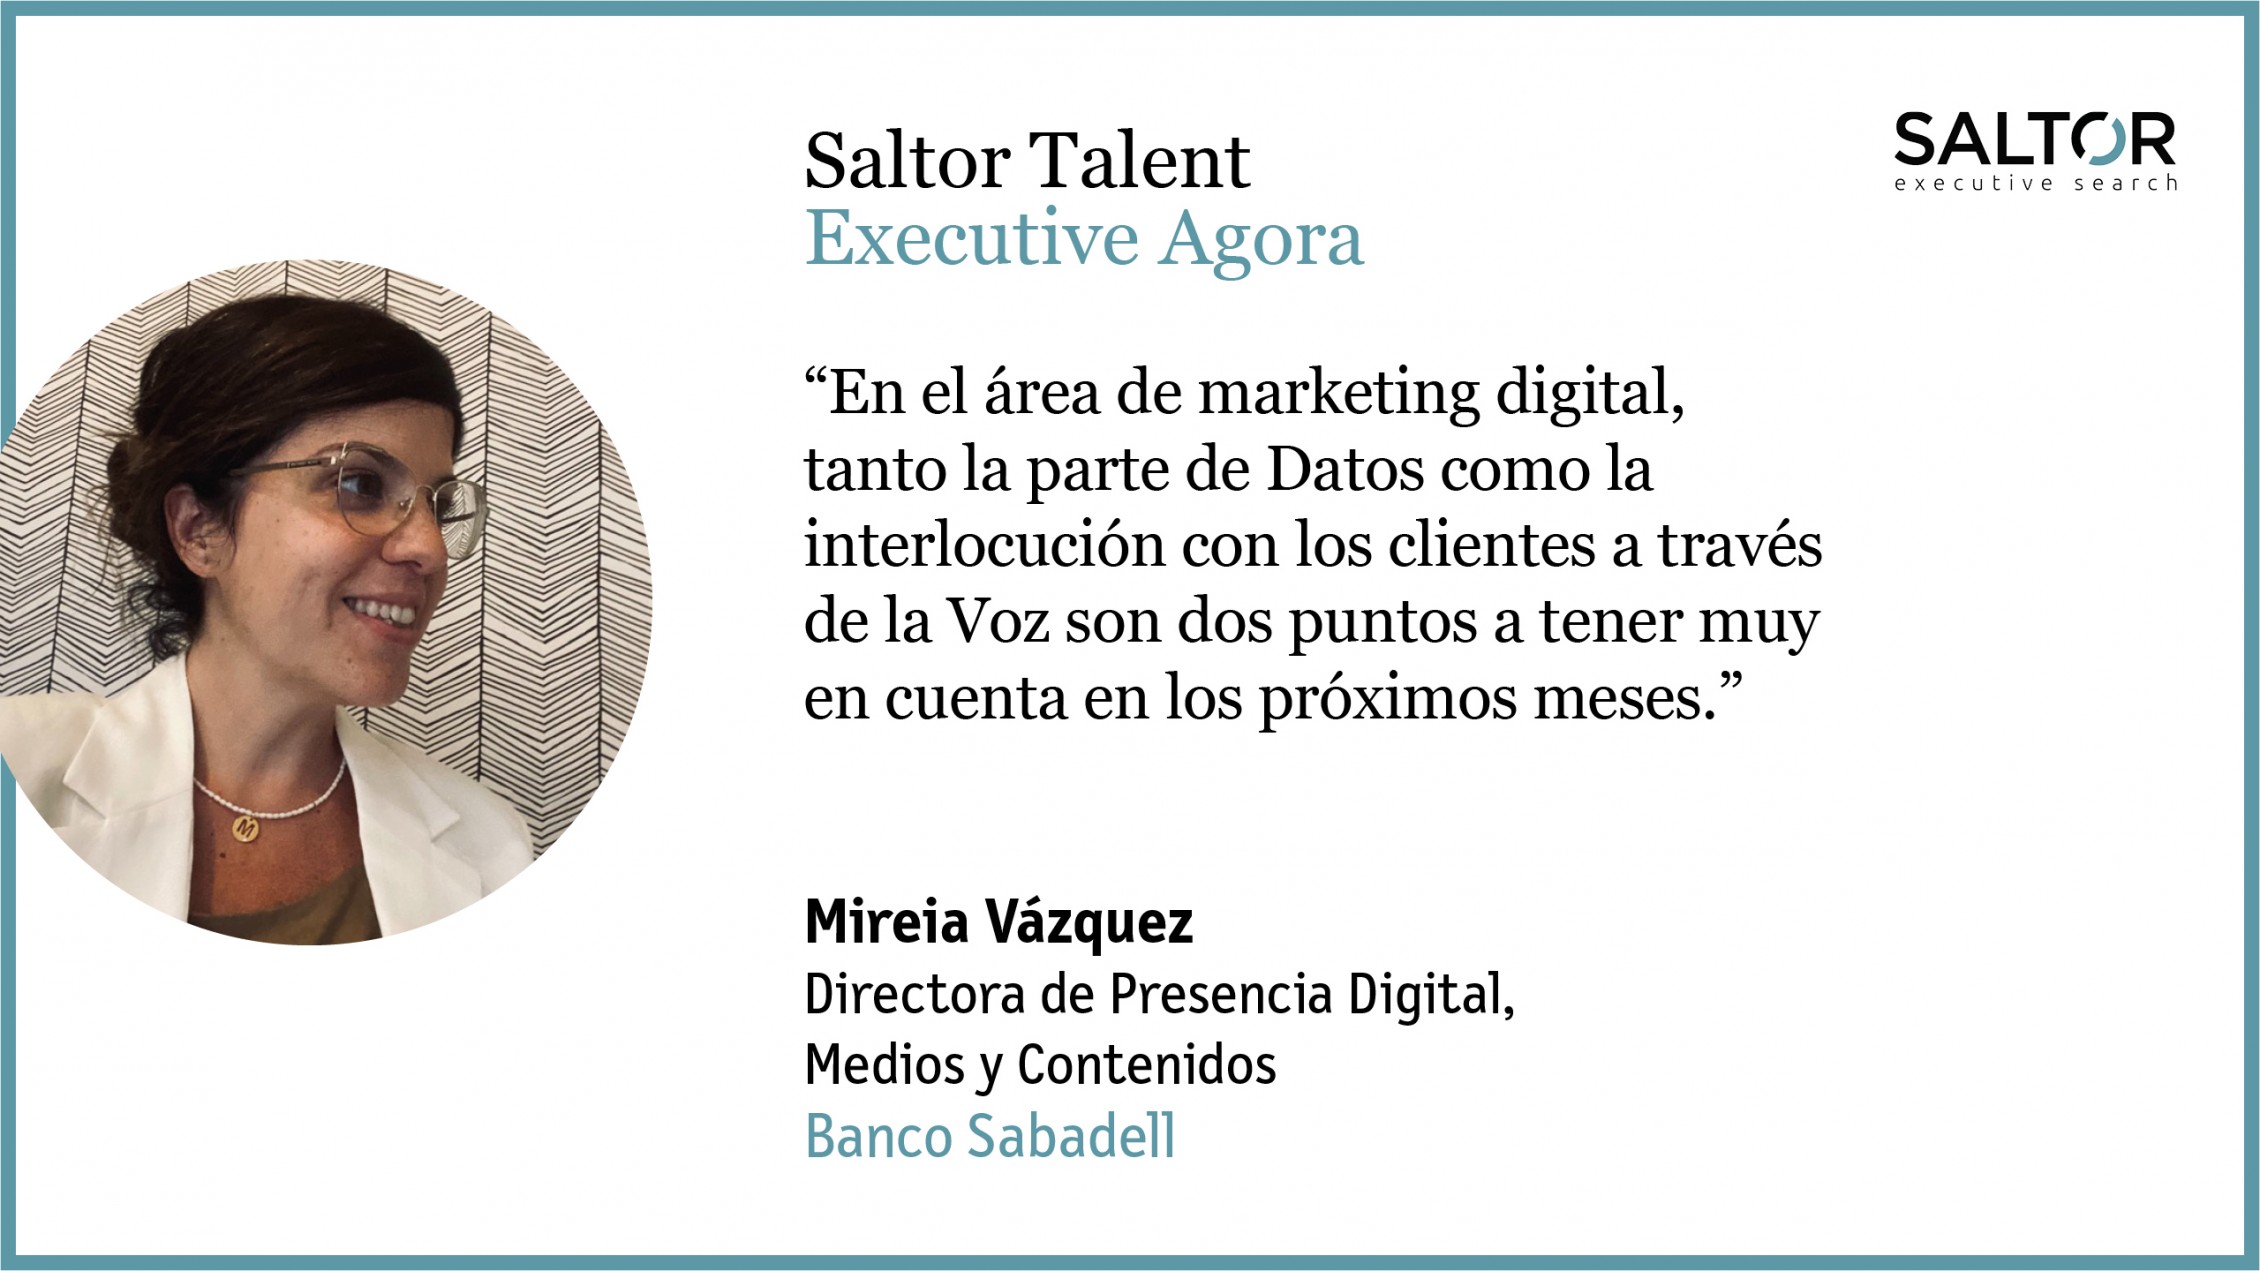 Saltor Talent
Executive Agora
SALTOR
executive search
“En el área de marketing digital,
tanto la parte de Datos como la
interlocución con los clientes a través
de la Voz son dos puntos a tener muy
en cuenta en los próximos meses.”
M
Mireia Vázquez
Directora de Presencia Digital,
Medios y Contenidos
Banco Sabadell